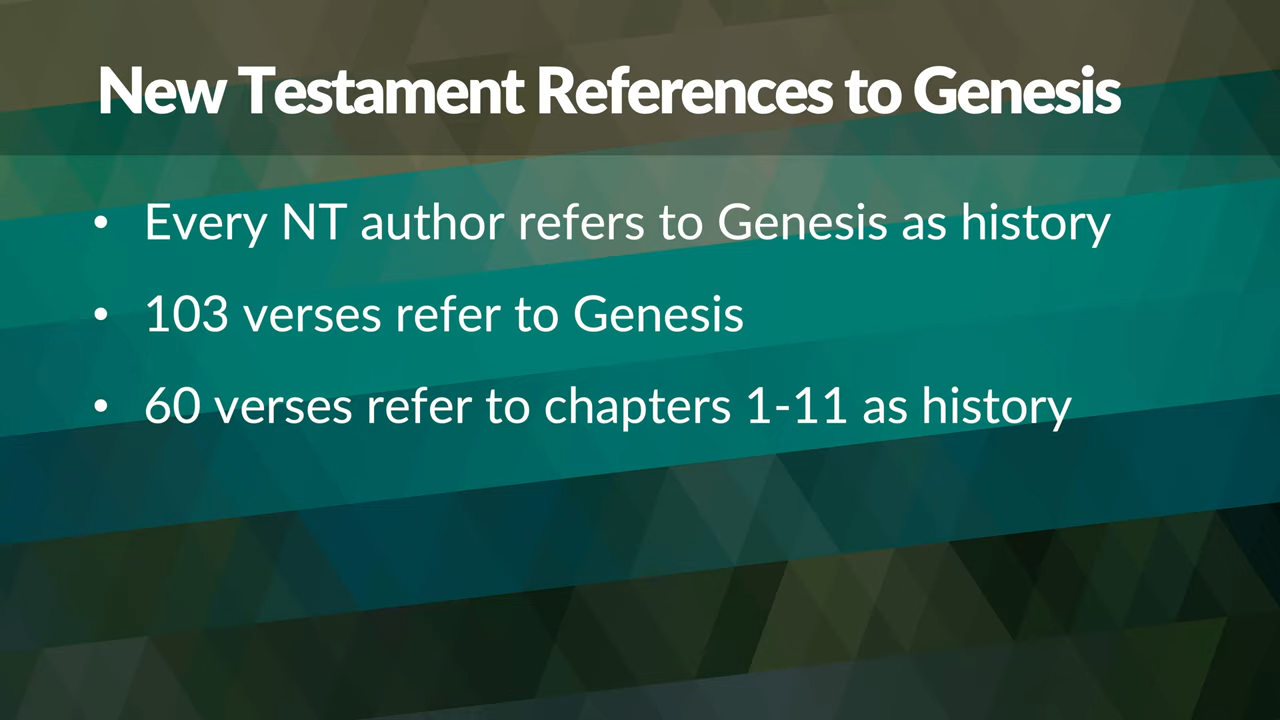 New Testament References to Genesis
• Every NT author refers to Genesis as history
• 103 verses refer to Genesis
• 60 verses refer to chapters 1-11 as history